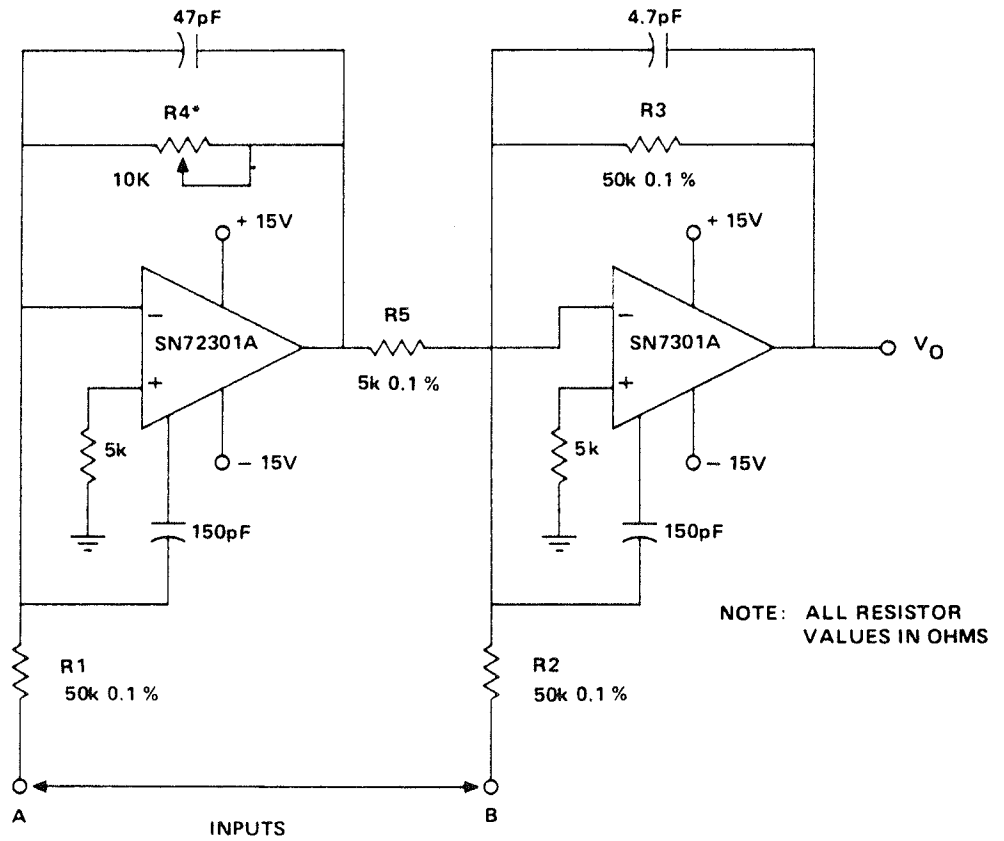 47pF
4.7pF
R4*
R3
10K
50k 0.1 %
+ 15V
+ 15V
−
−
SN72301A
R5
SN7301A
VO
5k 0.1 %
+
+
5k
5k
− 15V
− 15V
150pF
150pF
NOTE: ALL RESISTOR
VALUES IN OHMS
R1
R2
50k 0.1 %
50k 0.1 %
A
B
INPUTS